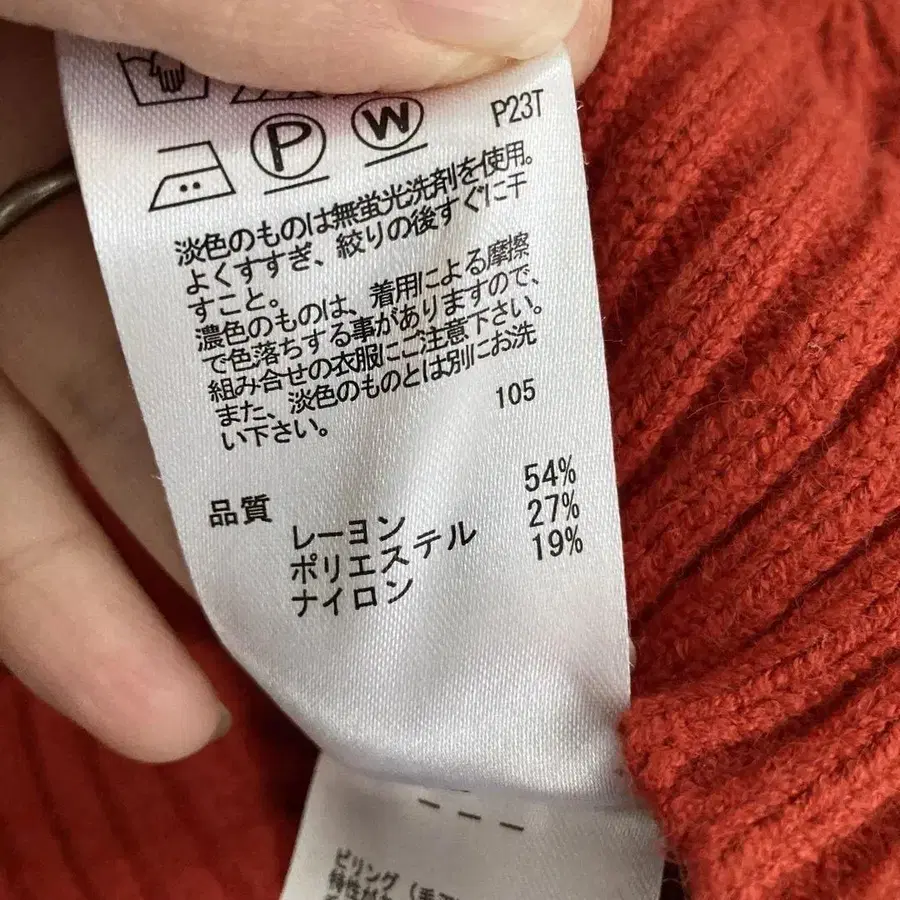 P W P23T
淡色のものは無蛍光洗剤を使用。
よくすすぎ、絞りの後すぐに干
すこと。
濃色のものは、着用による摩擦
で色落ちする事がありますので、
組み合せの衣服にご注意下さい。
また、淡色のものとは別にお洗
い下さい。
105
品質
レーヨン 54%
ポリエステル 27%
ナイロン 19%
ピリング